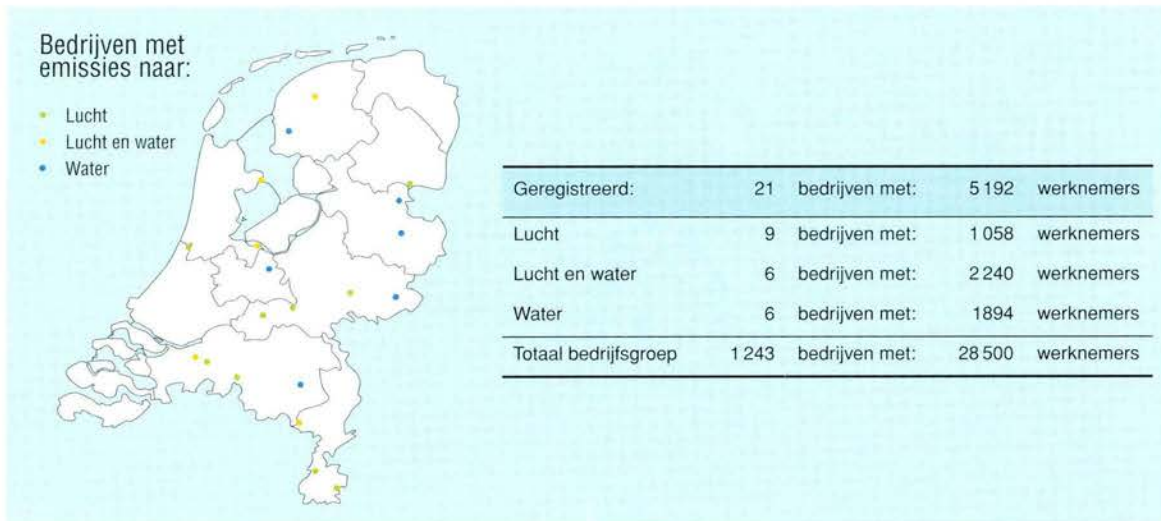 Bedrijven met
emissies naar:
Lucht
Lucht en water
Water
Geregistreerd: 21 bedrijven met: 5 192 werknemers
Lucht 9 bedrijven met: 1 058 werknemers
Lucht en water 6 bedrijven met: 2 240 werknemers
Water 6 bedrijven met: 1894 werknemers
Totaal bedrijfsgroep 1 243 bedrijven met: 28 500 werknemers